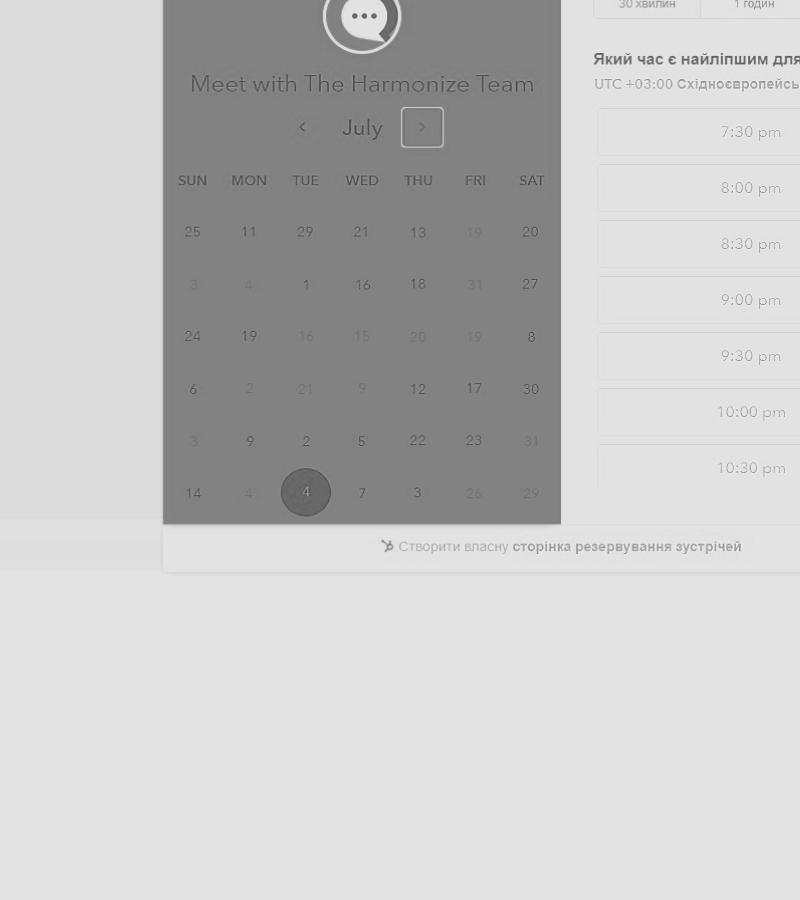 30 хвилин
1 годин
Meet with The Harmonize Team
July
SUN MON TUE WED THU FRI SAT
25 11 29 21 13 19 20
3 4 1 16 18 31 27
24 19 16 15 20 19 8
6 2 21 9 12 17 30
3 9 2 5 22 23 31
14 4 4 7 3 26 29
Який час є найліпшим для
UTC +03:00 Східноєвропейсь
7:30 pm
8:00 pm
8:30 pm
9:00 pm
9:30 pm
10:00 pm
10:30 pm
Створити власну сторінка резервування зустрічей